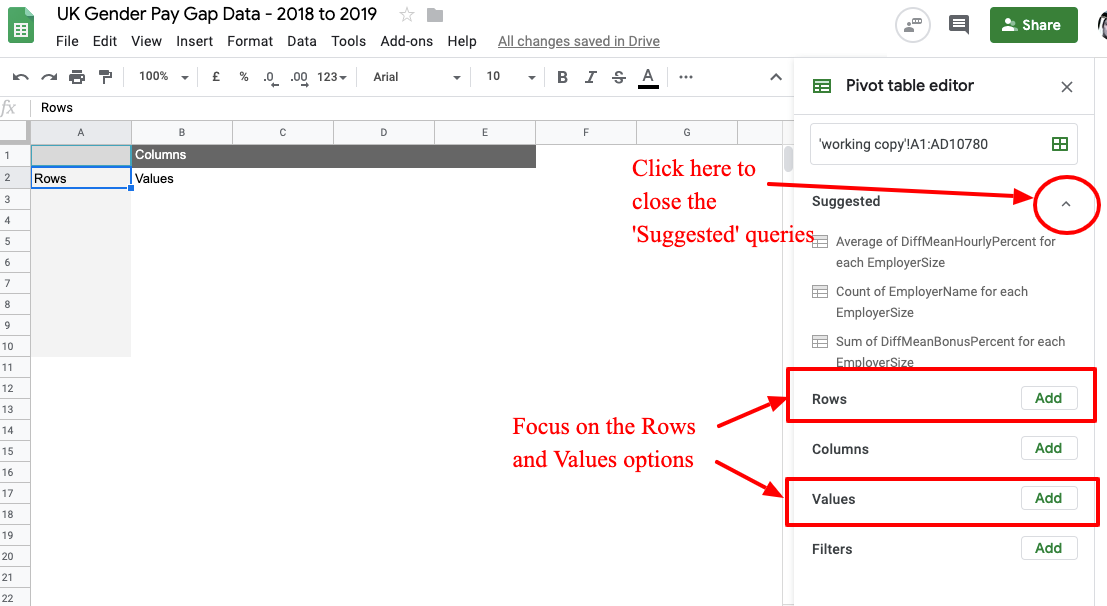 UK Gender Pay Gap Data - 2018 to 2019
File Edit View Insert Format Data Tools Add-ons Help All changes saved in Drive
Share
100% £ % .0 .00 123 Arial 10 B I S A
fx Rows
A B C D E F G
1 Columns
2 Rows Values
3
4
5
6
7
8
9
10
11
12
13
14
15
16
17
18
19
20
21
22
Click here to
close the
'Suggested' queries
Focus on the Rows
and Values options
Pivot table editor
'working copy'!A1:AD10780
Suggested
Average of DiffMeanHourlyPercent for
each EmployerSize
Count of EmployerName for each
EmployerSize
Sum of DiffMeanBonusPercent for each
EmployerSize
Rows Add
Columns Add
Values Add
Filters Add